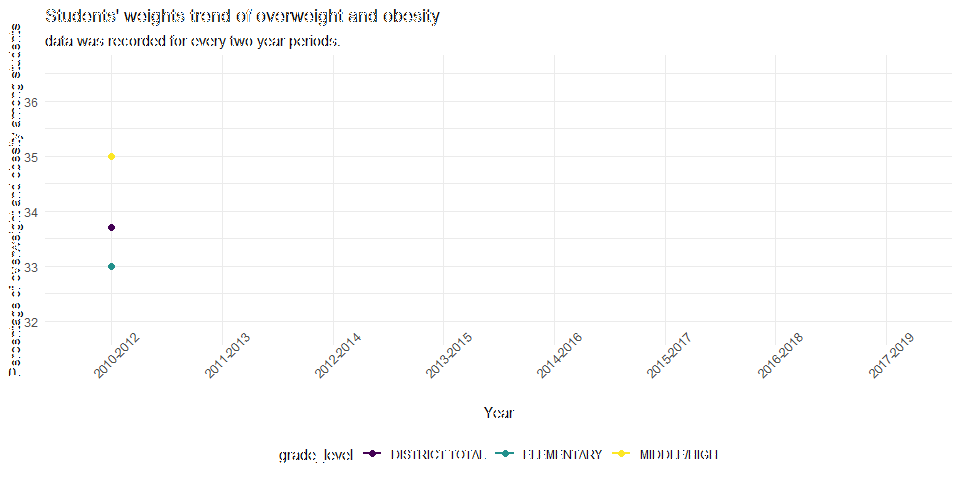 Students' weights trend of overweight and obesity
data was recorded for every two year periods.
Percentage of overweight and obesity among students
36
35
34
33
32
2010-2012
2011-2013
2012-2014
2013-2015
2014-2016
2015-2017
2016-2018
2017-2019
Year
grade_level
DISTRICT TOTAL
ELEMENTARY
MIDDLE/HIGH